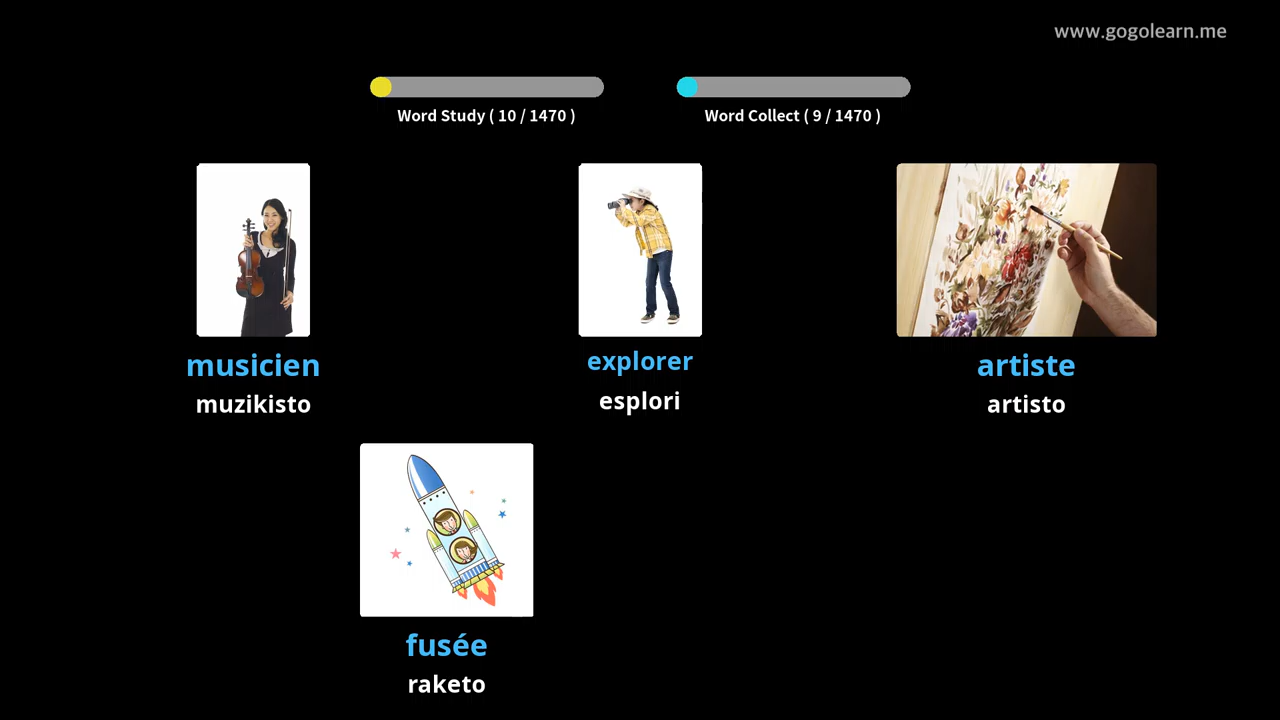 www.gogolearn.me
Word Study ( 10 / 1470 )
Word Collect ( 9 / 1470 )
musicien
muzikisto
explorer
esplori
artiste
artisto
fusée
raketo